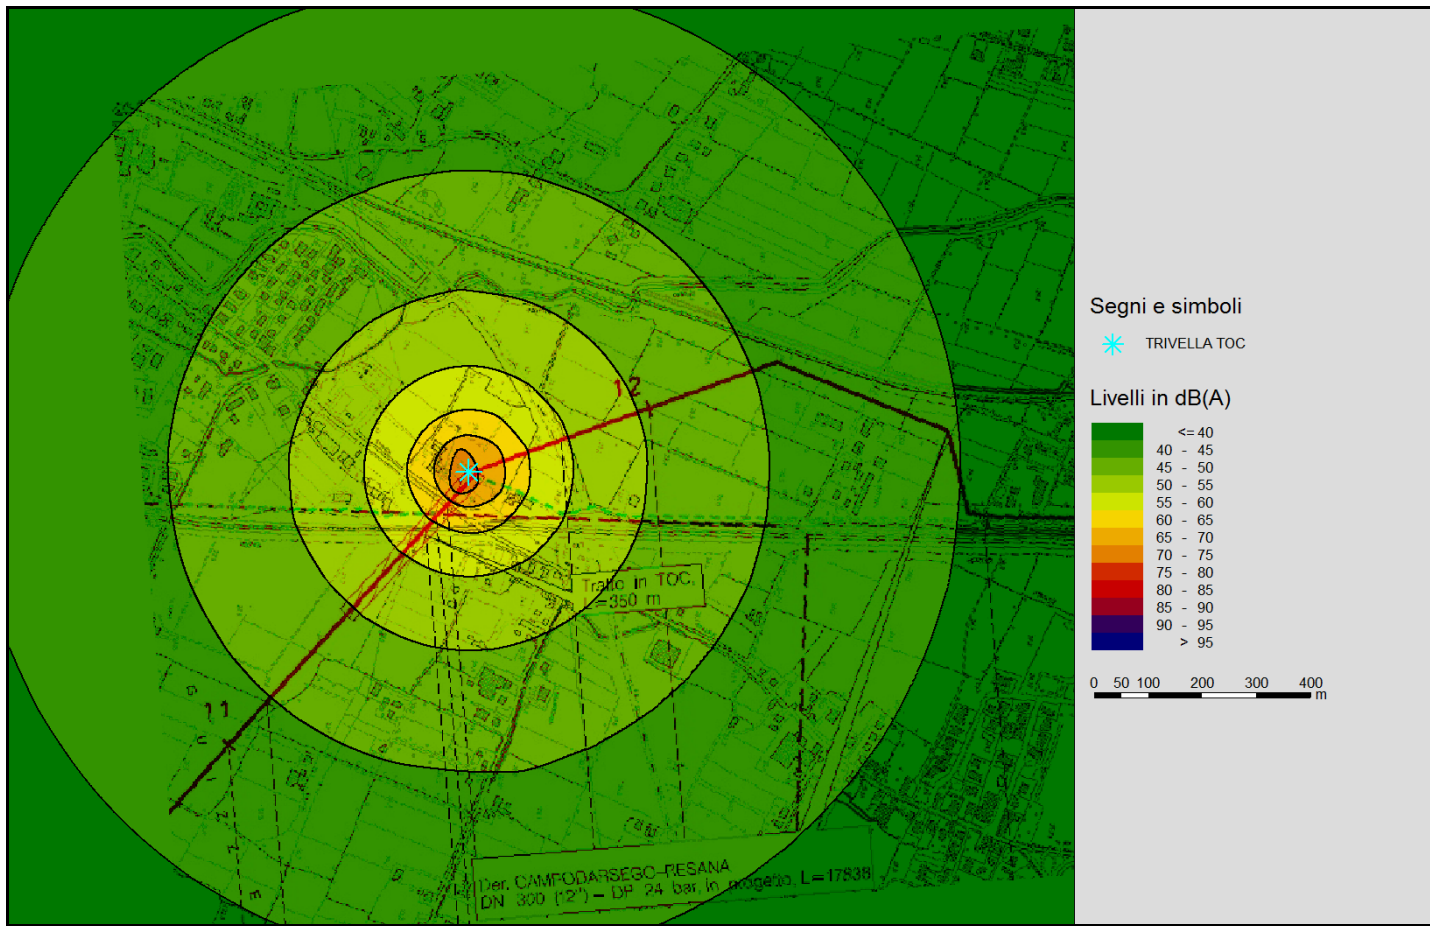 12
Tratto in TOC,
L=350 m
11
Der. CAMPODARSEGO-RESANA
DN 300 (12") - DP 24 bar, in progetto, L=17838
Segni e simboli
TRIVELLA TOC
Livelli in dB(A)
<= 40
40 - 45
45 - 50
50 - 55
55 - 60
60 - 65
65 - 70
70 - 75
75 - 80
80 - 85
85 - 90
90 - 95
> 95
0 50 100 200 300 400
m